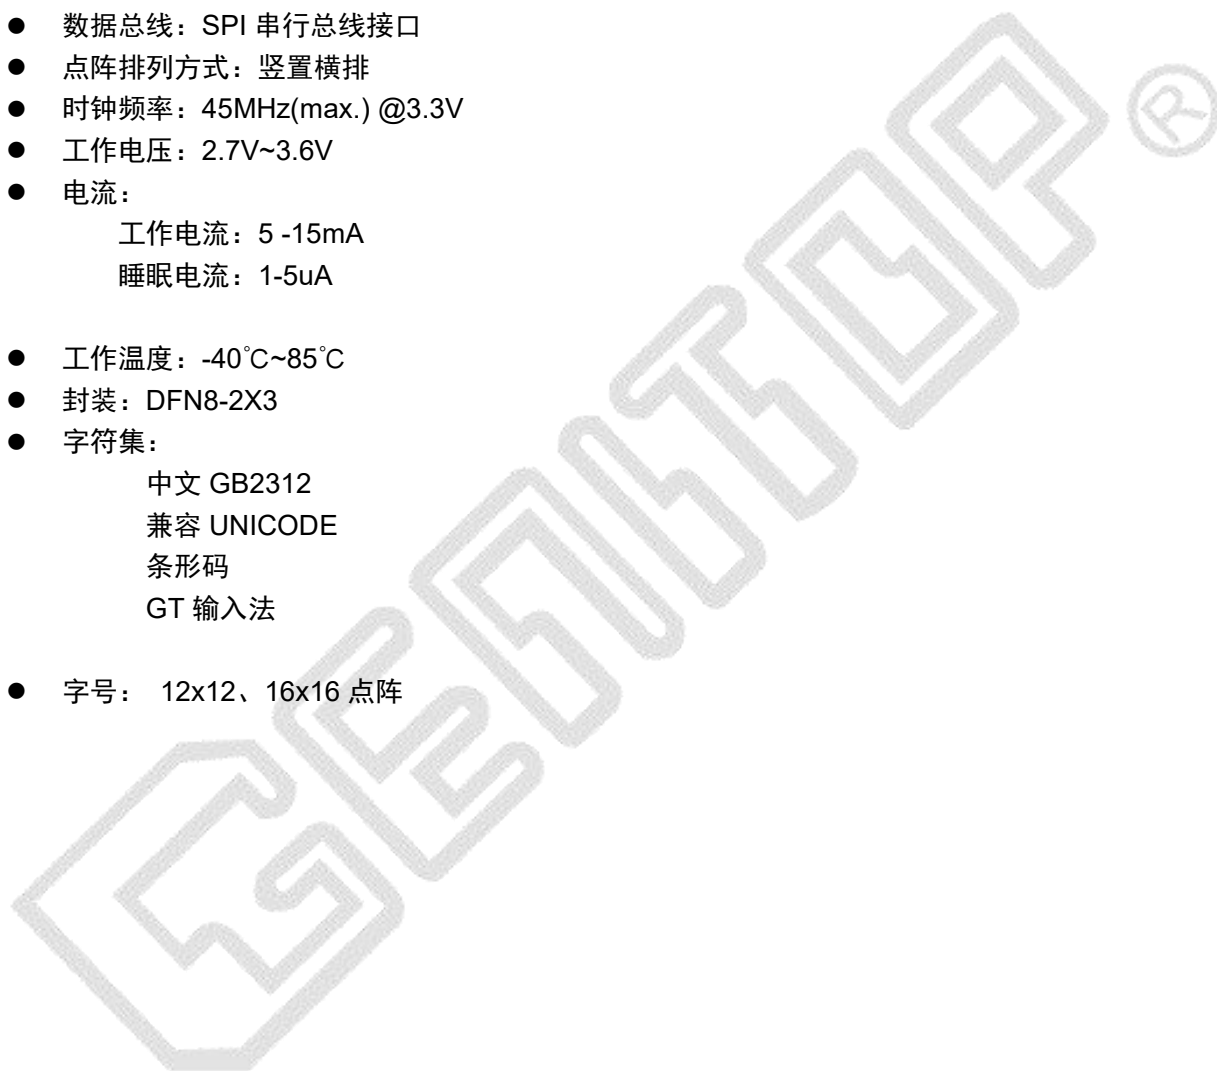 ● 数据总线：SPI 串行总线接口
● 点阵排列方式：竖置横排
● 时钟频率：45MHz(max.) @3.3V
● 工作电压：2.7V~3.6V
● 电流：
工作电流：5 -15mA
睡眠电流：1-5uA
● 工作温度：-40℃~85℃
● 封装：DFN8-2X3
● 字符集：
中文 GB2312
兼容 UNICODE
条形码
GT 输入法
● 字号： 12x12、16x16 点阵
GENITOP®